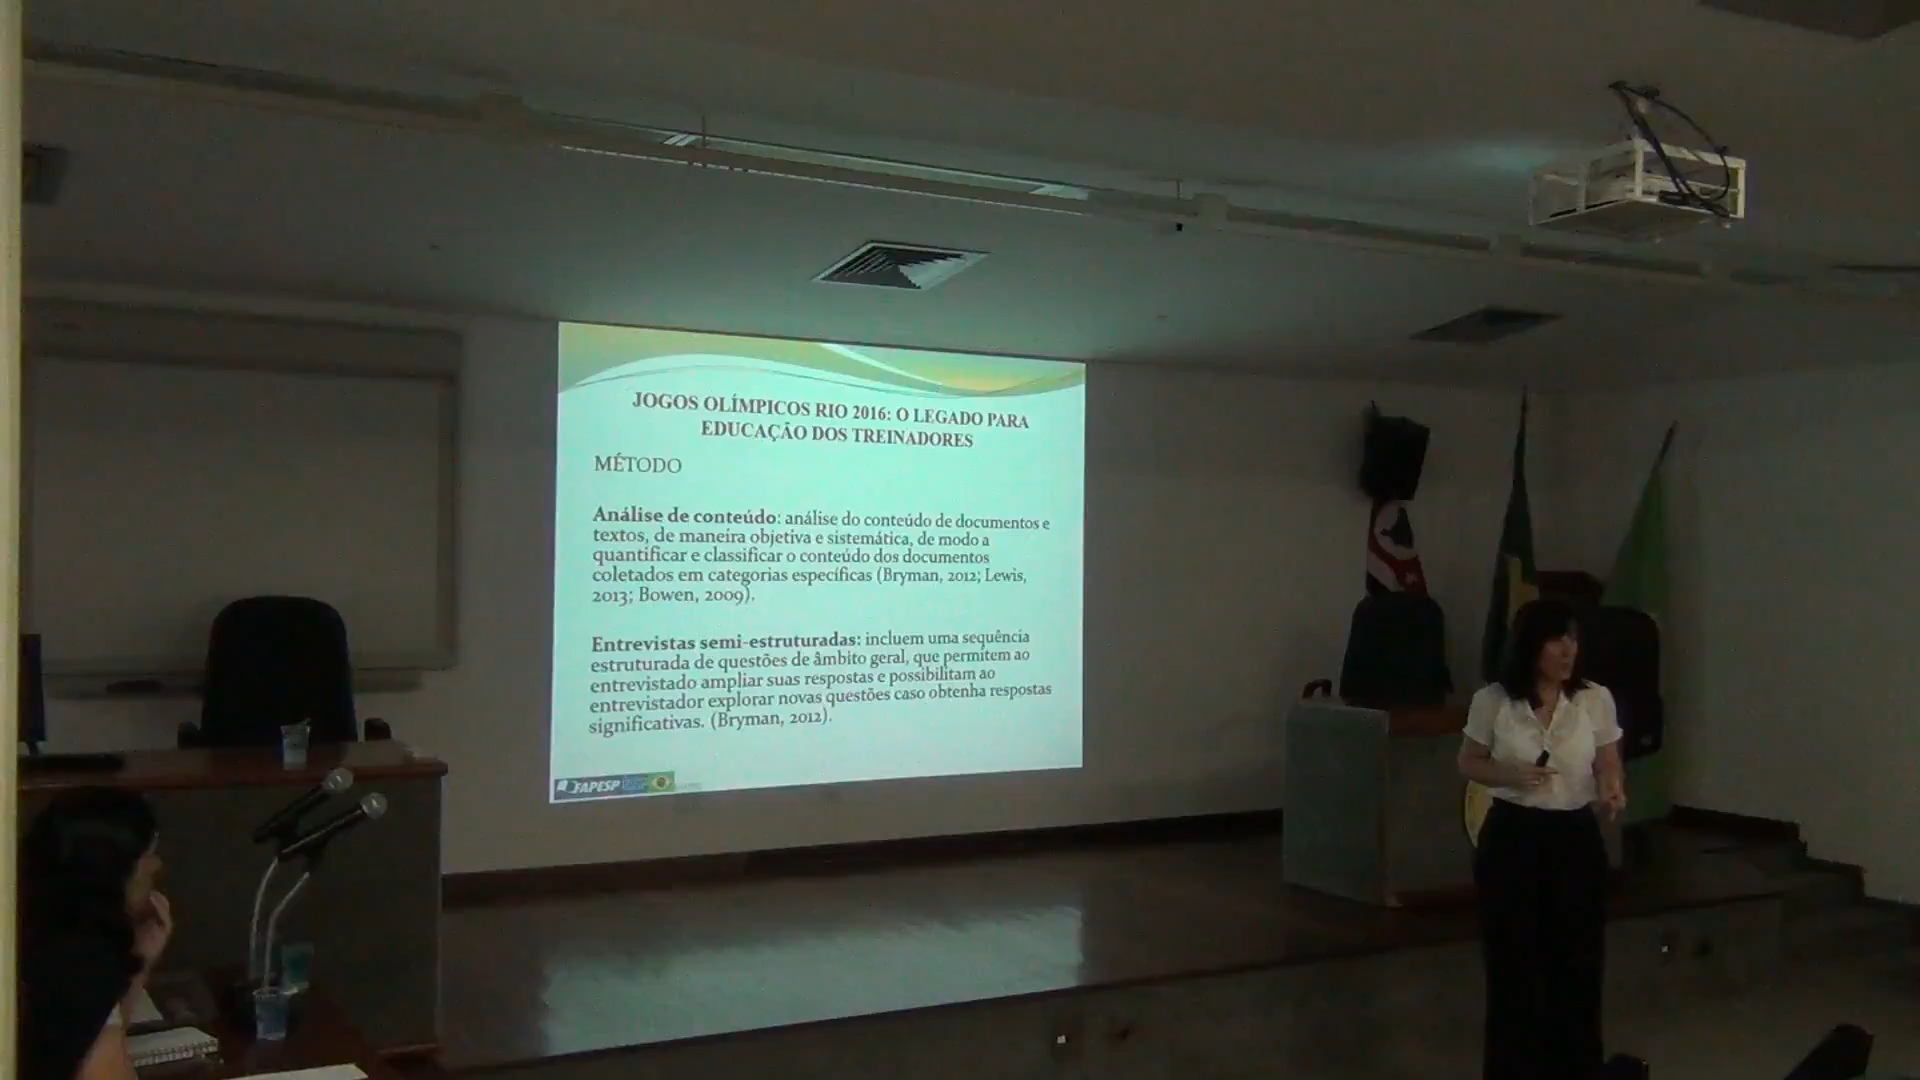 JOGOS OLÍMPICOS RIO 2016: O LEGADO PARA
EDUCAÇÃO DOS TREINADORES
MÉTODO
Análise de conteúdo: análise do conteúdo de documentos e
textos, de maneira objetiva e sistemática, de modo a
quantificar e classificar o conteúdo dos documentos
coletados em categorias específicas (Bryman, 2012; Lewis,
2013; Bowen, 2009).
Entrevistas semi-estruturadas: incluem uma sequência
estruturada de questões de âmbito geral, que permitem ao
entrevistado ampliar suas respostas e possibilitam ao
entrevistador explorar novas questões caso obtenha respostas
significativas. (Bryman, 2012).
FAPESP